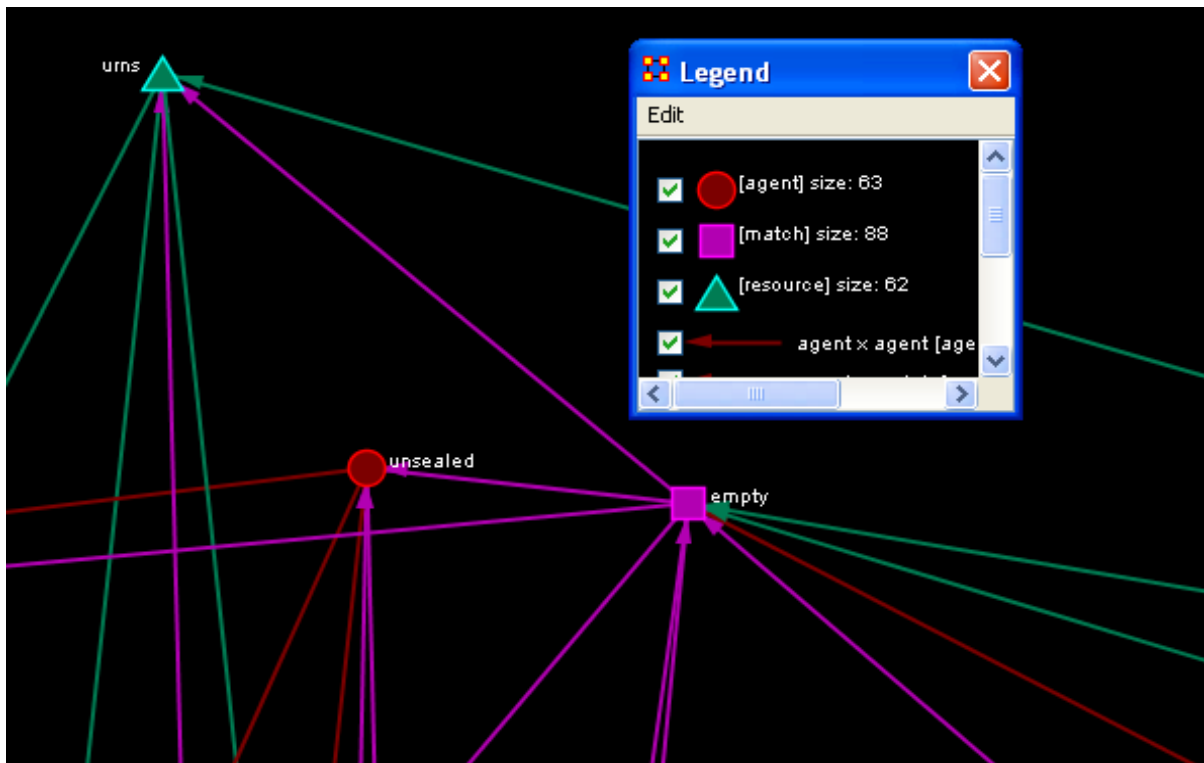 urns
Legend
Edit
[agent] size: 63
[match] size: 88
[resource] size: 62
agent x agent [age
unsealed
empty